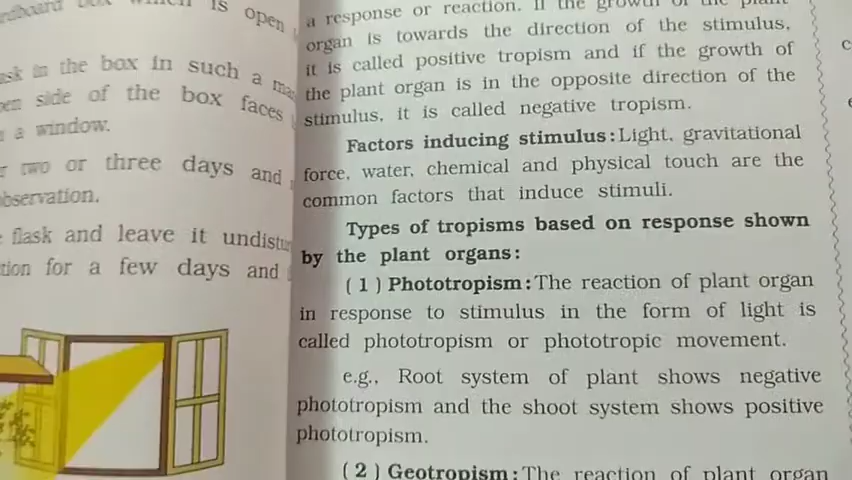 is open
ask in the box in such a
side of the box faces
a window.
two or three days and
observation.
flask and leave it
for a few days and
a response or reaction. If the growth of the plant
organ is towards the direction of the stimulus,
it is called positive tropism and if the growth of
the plant organ is in the opposite direction of the
stimulus, it is called negative tropism.
Factors inducing stimulus: Light, gravitational
force, water, chemical and physical touch are the
common factors that induce stimuli.
Types of tropisms based on response shown
by the plant organs:
(1) Phototropism: The reaction of plant organ
in response to stimulus in the form of light is
called phototropism or phototropic movement.
e.g., Root system of plant shows negative
phototropism and the shoot system shows positive
phototropism.
(2) Geotropism: The reaction of plant organ